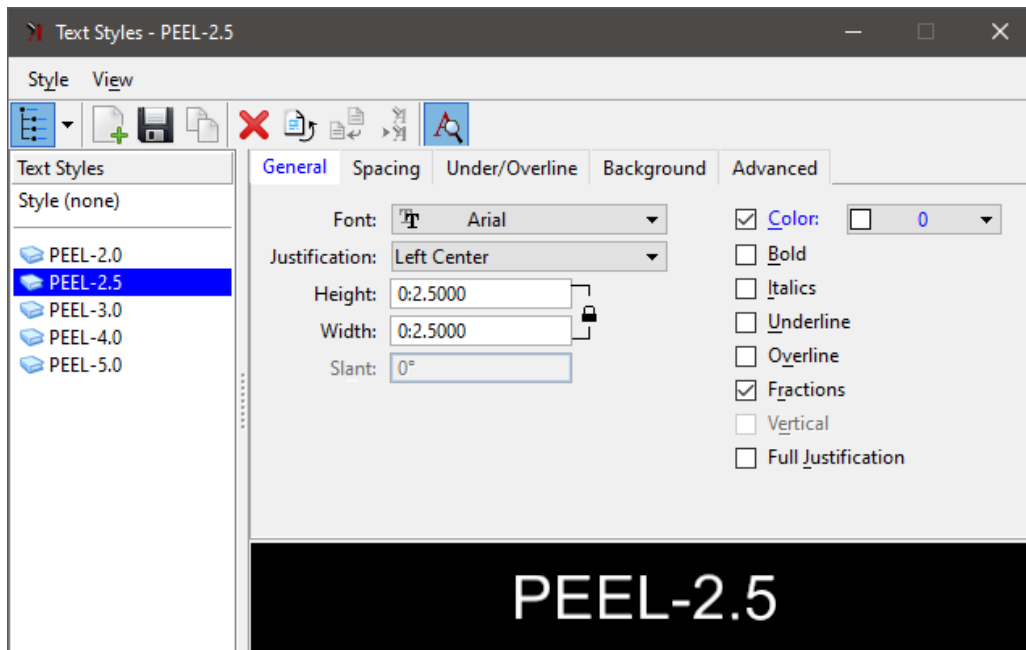 Text Styles - PEEL-2.5
Style View
Text Styles
Style (none)
PEEL-2.0
PEEL-2.5
PEEL-3.0
PEEL-4.0
PEEL-5.0
General Spacing Under/Overline Background Advanced
Font: Arial
Justification: Left Center
Height: 0:2.5000
Width: 0:2.5000
Slant: 0°
Color: 0
Bold
Italics
Underline
Overline
Fractions
Vertical
Full Justification
PEEL-2.5